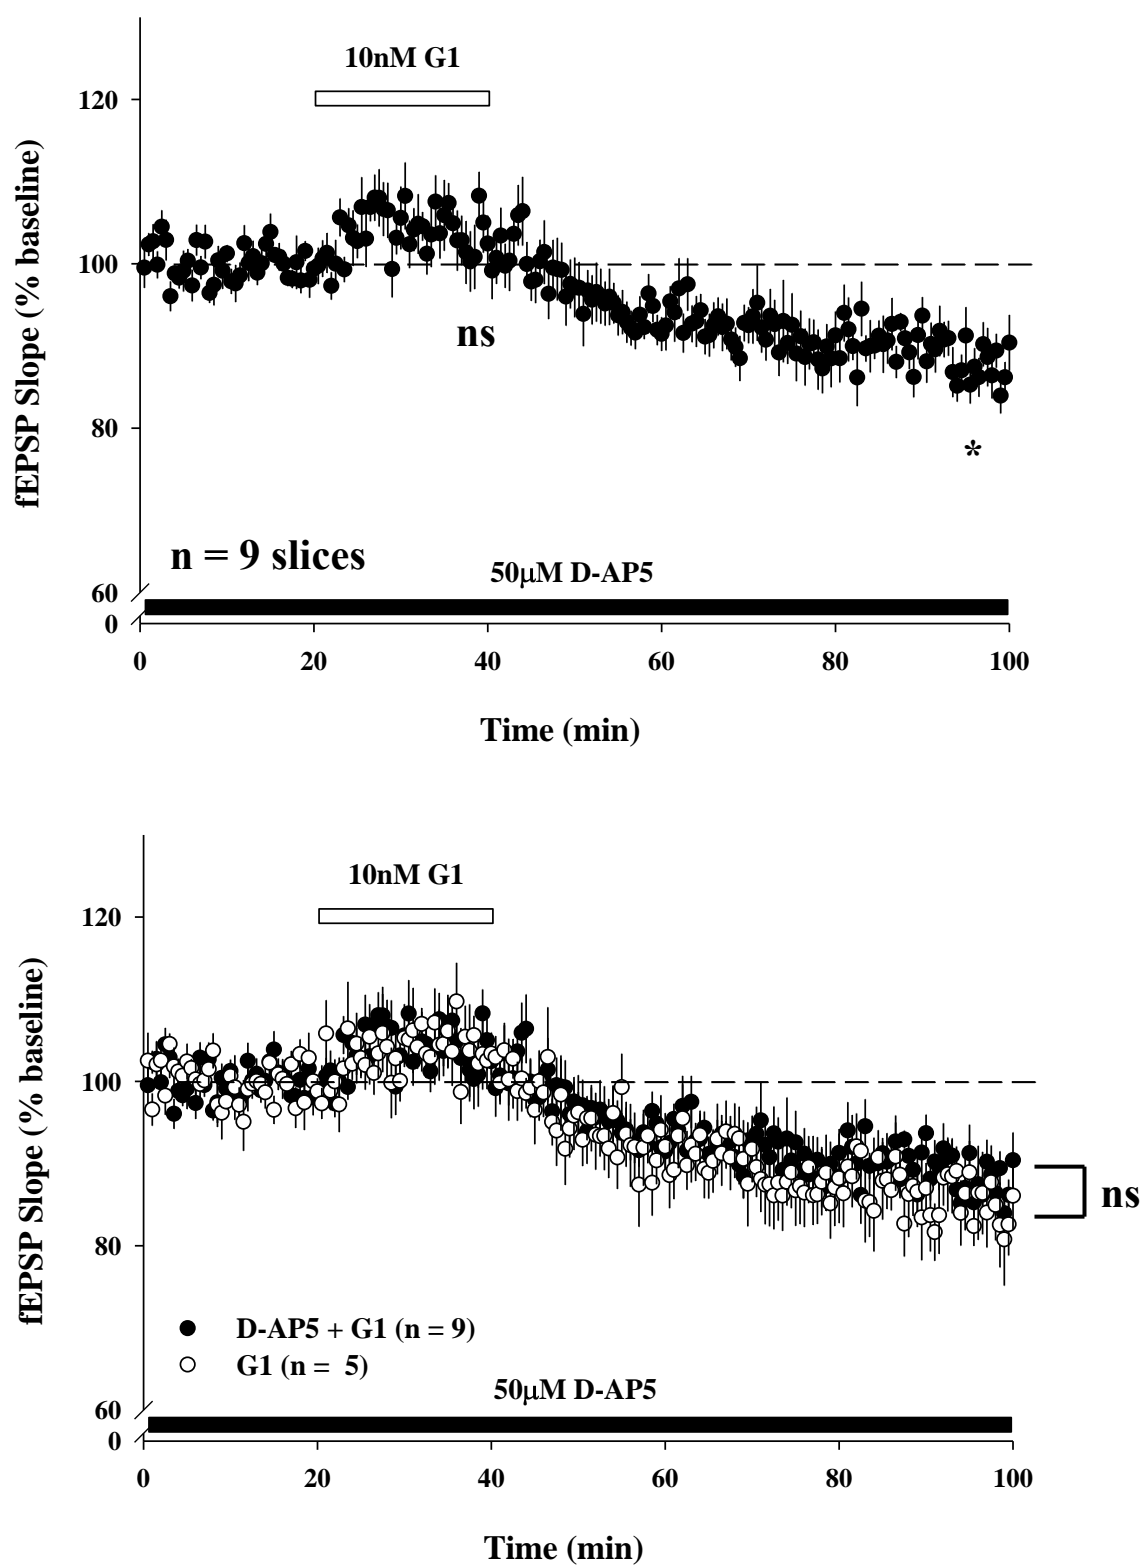 10nM G1
120
100
80
60
0
fEPSP Slope (% baseline)
ns
*
n = 9 slices
50μM D-AP5
0 20 40 60 80 100
Time (min)
10nM G1
120
100
80
60
0
fEPSP Slope (% baseline)
ns
D-AP5 + G1 (n = 9)
G1 (n = 5)
50μM D-AP5
0 20 40 60 80 100
Time (min)